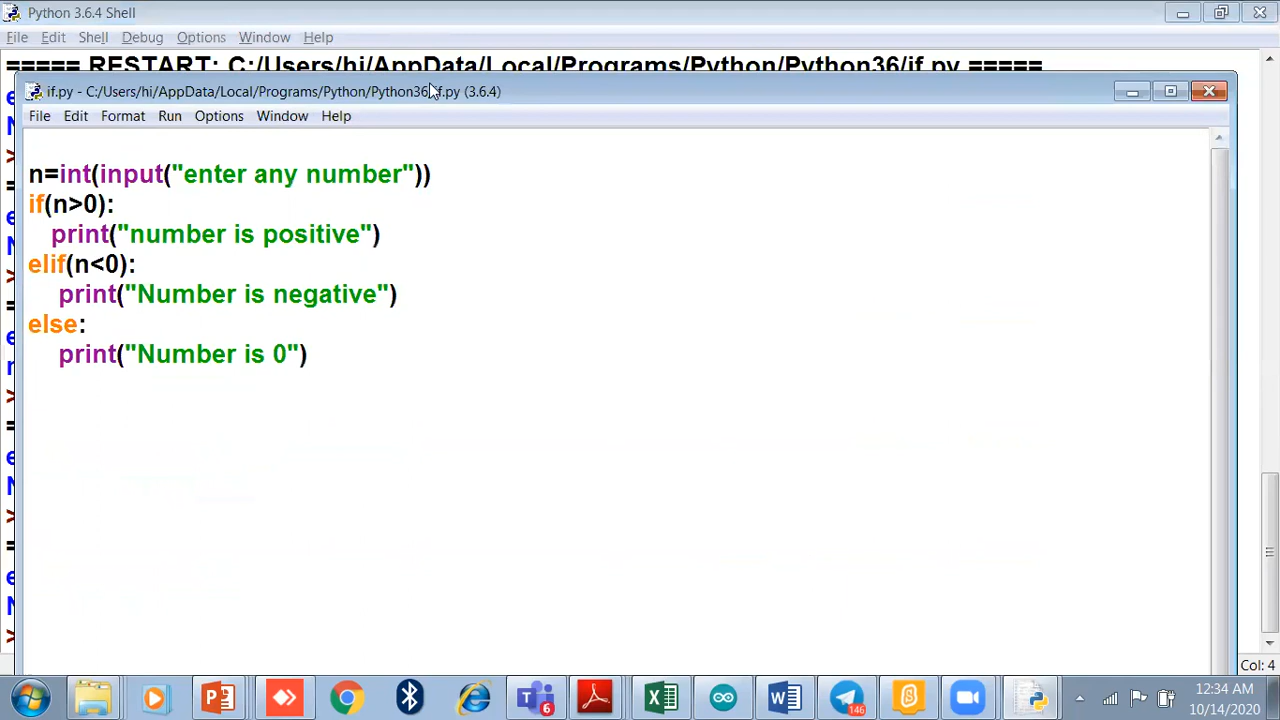 Python 3.6.4 Shell
File Edit Shell Debug Options Window Help
===== RESTART: C:/Users/hi/AppData/Local/Programs/Python/Python36/if.py =====
if.py - C:/Users/hi/AppData/Local/Programs/Python/Python36/if.py (3.6.4)
File Edit Format Run Options Window Help
n=int(input("enter any number"))
if(n>0):
print("number is positive")
elif(n<0):
print("Number is negative")
else:
print("Number is 0")
Col: 4
6
146
12:34 AM
10/14/2020